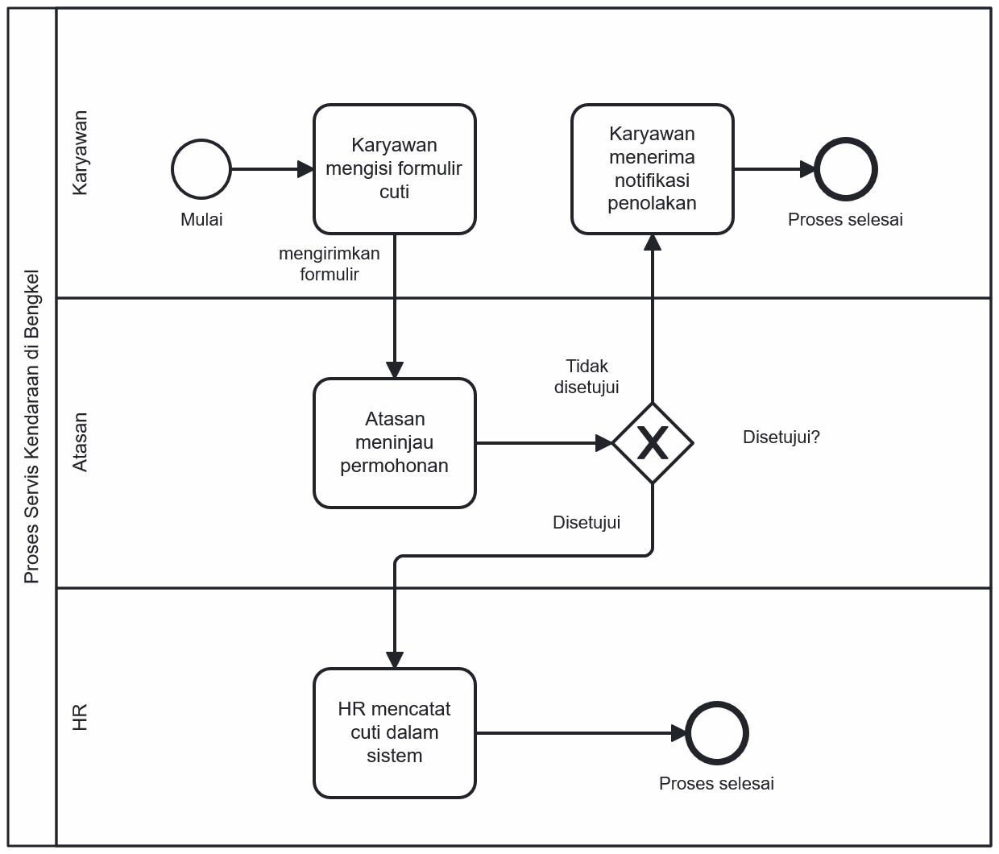 Proses Servis Kendaraan di Bengkel
Karyawan
Mulai
Karyawan
mengisi formulir
cuti
mengirimkan
formulir
Karyawan
menerima
notifikasi
penolakan
Proses selesai
Atasan
Atasan
meninjau
permohonan
Tidak
disetujui
X
Disetujui?
Disetujui
HR
HR mencatat
cuti dalam
sistem
Proses selesai